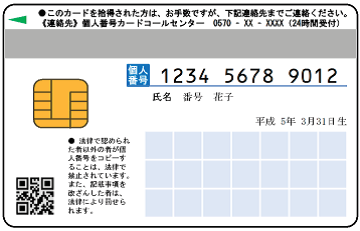 ●このカードを拾得された方は、お手数ですが、下記連絡先までご連絡ください。
《連絡先》個人番号カードコールセンター　0570 - XX - XXXX（24時間受付）
個人番号 1234 5678 9012
氏名　番号　花子
平成 5年 3月31日生
● 法律で認められ
た者以外の者が個
人番号をコピーす
ることは、法律で
禁止されています。
また、記載事項を
改ざんした者は、
法律により罰せら
れます。